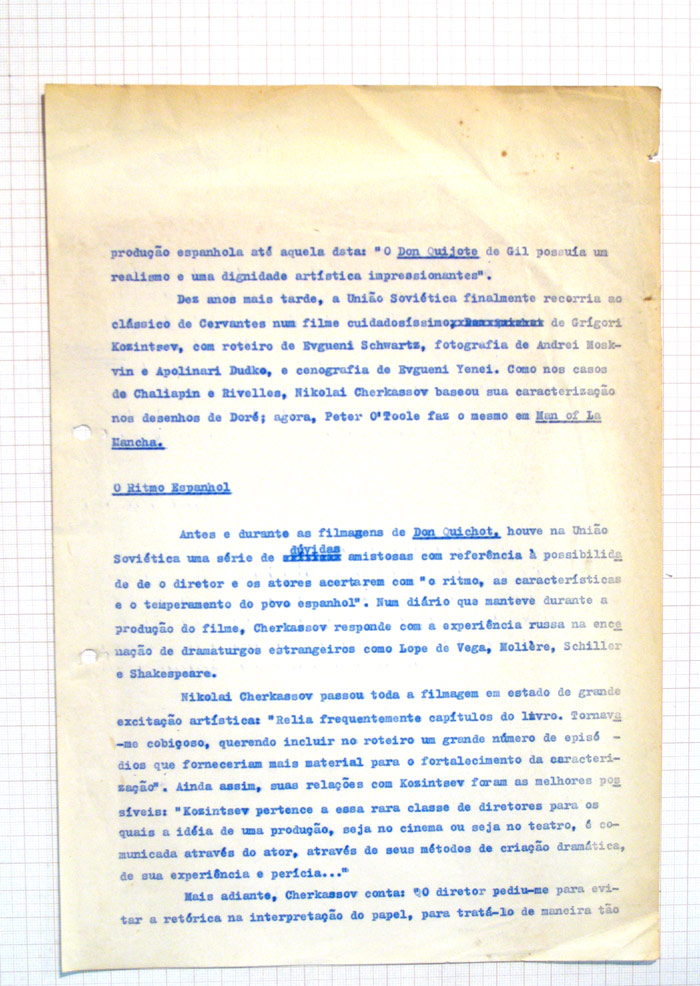 produção espanhola até aquela data: "O Don Quijote de Gil possuía um
realismo e uma dignidade artística impressionantes".
Dez anos mais tarde, a União Soviética finalmente recorria ao
clássico de Cervantes num filme cuidadosíssimo, de Grígori
Kozintsev, com roteiro de Evgueni Schwartz, fotografia de Andrei Mosk-
vin e Apolinari Dudko, e cenografia de Evgueni Yenei. Como nos casos
de Chaliapin e Rivelles, Nikolai Cherkassov baseou sua caracterização
nos desenhos de Doré; agora, Peter O'Toole faz o mesmo em Man of La
Mancha.
O Ritmo Espanhol
Antes e durante as filmagens de Don Quichot, houve na União
Soviética uma série de dúvidas amistosas com referência à possibilida
de de o diretor e os atores acertarem com "o ritmo, as características
e o temperamento do povo espanhol". Num diário que manteve durante a
produção do filme, Cherkassov responde com a experiência russa na ence
nação de dramaturgos estrangeiros como Lope de Vega, Molière, Schiller
e Shakespeare.
Nikolai Cherkassov passou toda a filmagem em estado de grande
excitação artística: "Relia frequentemente capítulos do livro. Tornava
-me cobiçoso, querendo incluir no roteiro um grande número de episó -
dios que forneceriam mais material para o fortalecimento da caracteri-
zação". Ainda assim, suas relações com Kozintsev foram as melhores pos
síveis: "Kozintsev pertence a essa rara classe de diretores para os
quais a idéia de uma produção, seja no cinema ou seja no teatro, é co-
municada através do ator, através de seus métodos de criação dramática,
de sua experiência e perícia..."
Mais adiante, Cherkassov conta: "O diretor pediu-me para evi-
tar a retórica na interpretação do papel, para tratá-lo de maneira tão